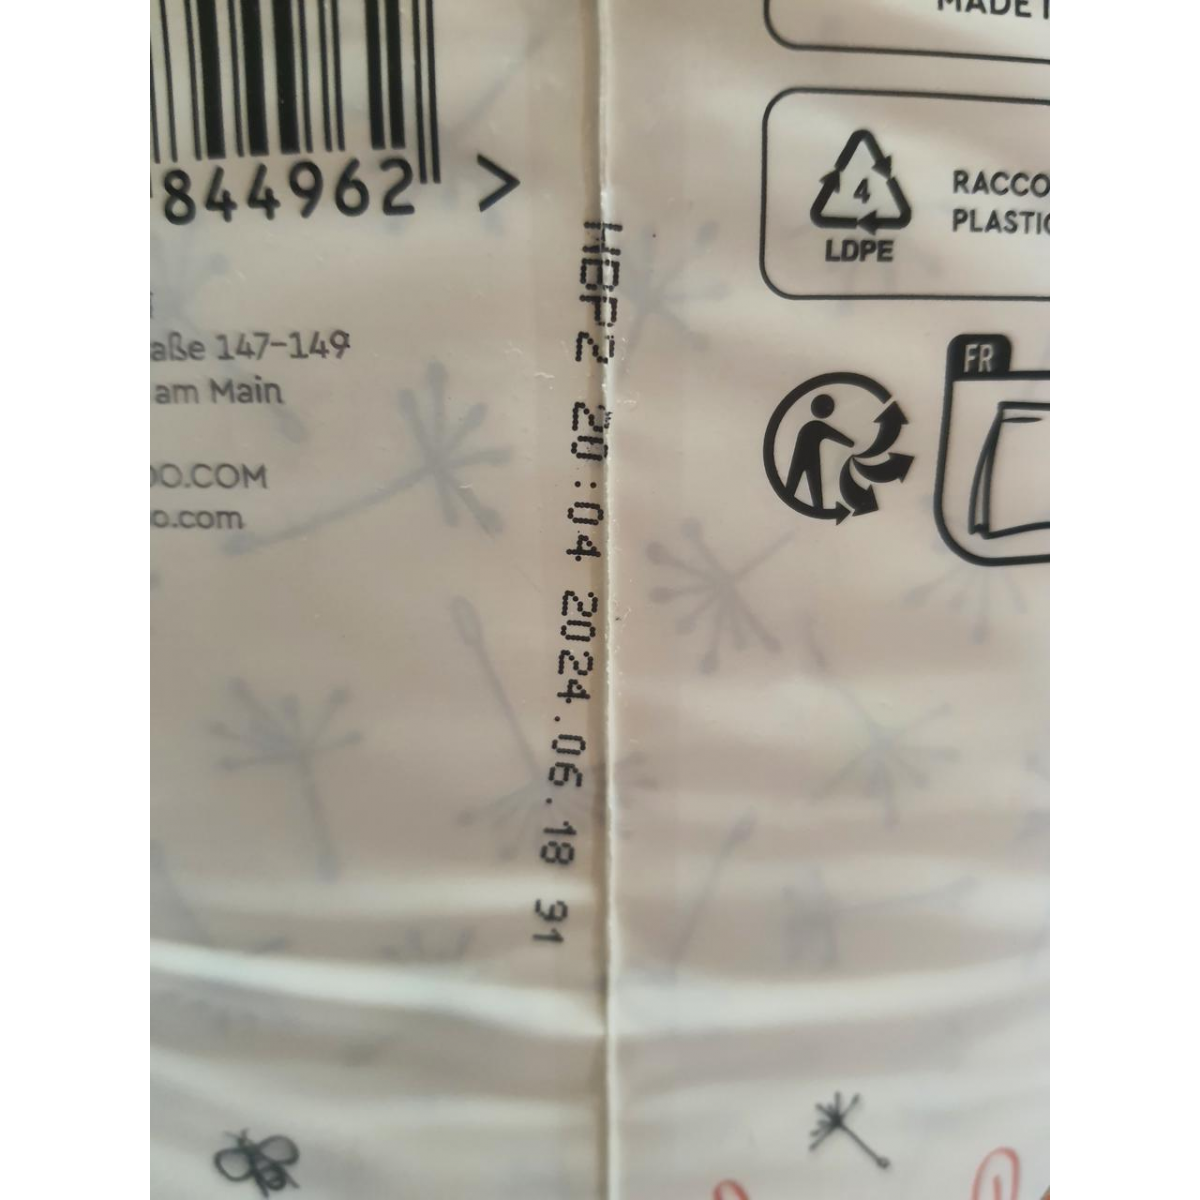 844962 >
aße 147-149
am Main
O.COM
o.com
HBPZ 20:04 2024.06.18 91
MADE I
4
LDPE
RACCO
PLASTIC
FR